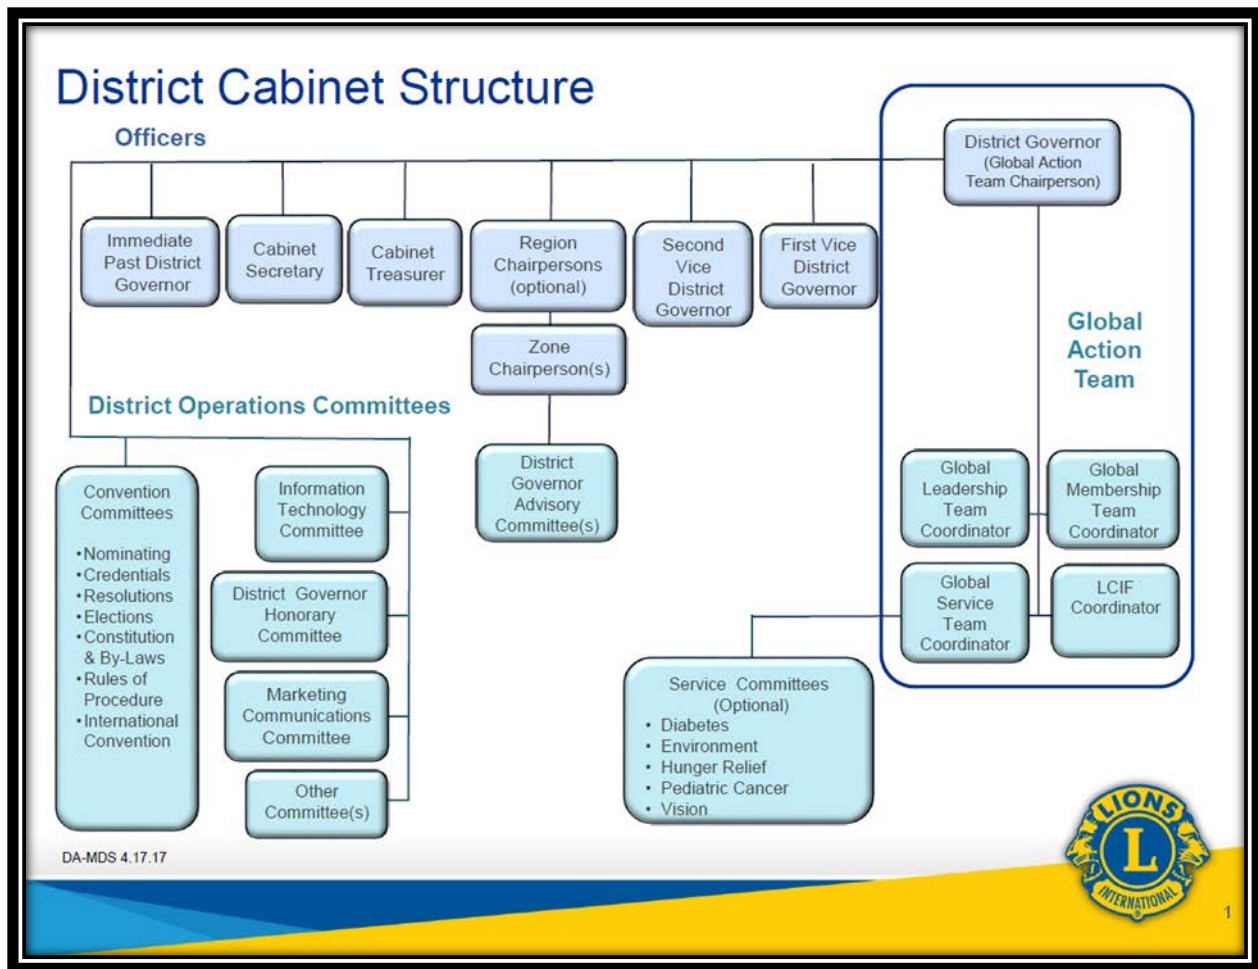 District Cabinet Structure
Officers
District Governor
(Global Action
Team Chairperson)
Immediate
Past District
Governor
Cabinet
Secretary
Cabinet
Treasurer
Region
Chairpersons
(optional)
Second
Vice
District
Governor
First Vice
District
Governor
Zone
Chairperson(s)
Global
Action
Team
District Operations Committees
Convention
Committees
•Nominating
•Credentials
•Resolutions
•Elections
•Constitution
& By-Laws
•Rules of
Procedure
•International
Convention
Information
Technology
Committee
District Governor
Honorary
Committee
Marketing
Communications
Committee
Other
Committee(s)
District
Governor
Advisory
Committee(s)
Global
Leadership
Team
Coordinator
Global
Membership
Team
Coordinator
Global
Service
Team
Coordinator
LCIF
Coordinator
Service Committees
(Optional)
• Diabetes
• Environment
• Hunger Relief
• Pediatric Cancer
• Vision
DA-MDS 4.17.17
LIONS
L
INTERNATIONAL
®
1